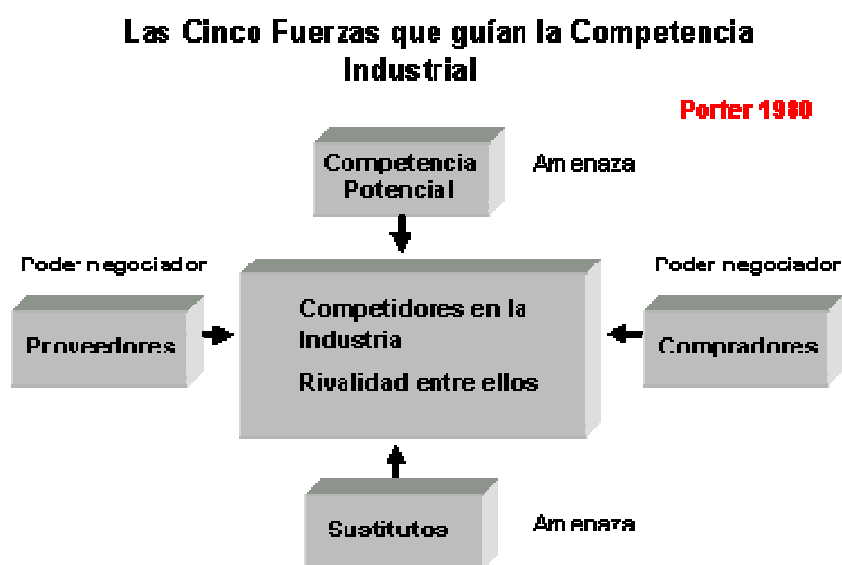 Las Cinco Fuerzas que guían la Competencia
Industrial
Porter 1980
Competencia
Potencial
Amenaza
Poder negociador
Poder negociador
Competidores en la
Industria
Rivalidad entre ellos
Proveedores
Compradores
Sustitutos
Amenaza